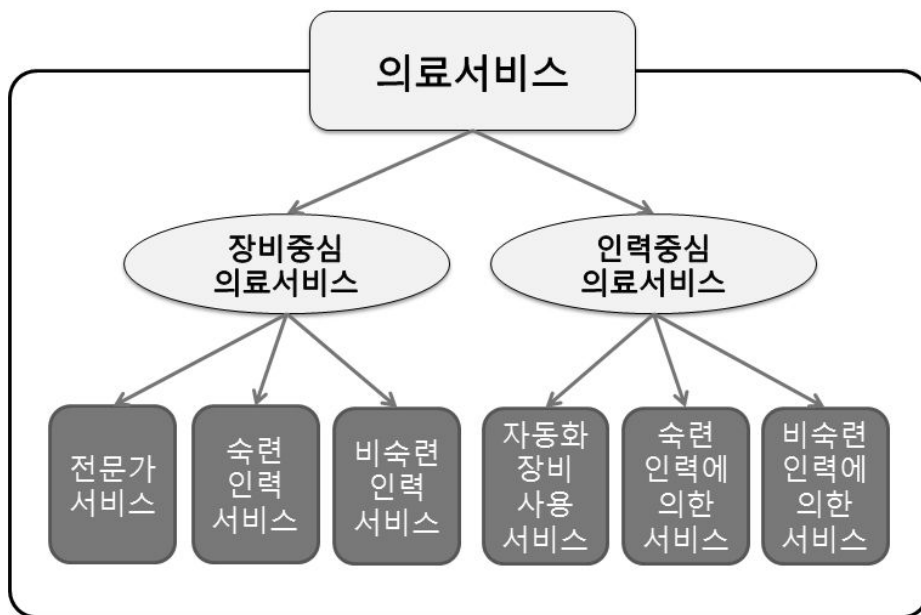 의료서비스
장비중심
의료서비스
인력중심
의료서비스
전문가
서비스
숙련
인력
서비스
비숙련
인력
서비스
자동화
장비
사용
서비스
숙련
인력에
의한
서비스
비숙련
인력에
의한
서비스